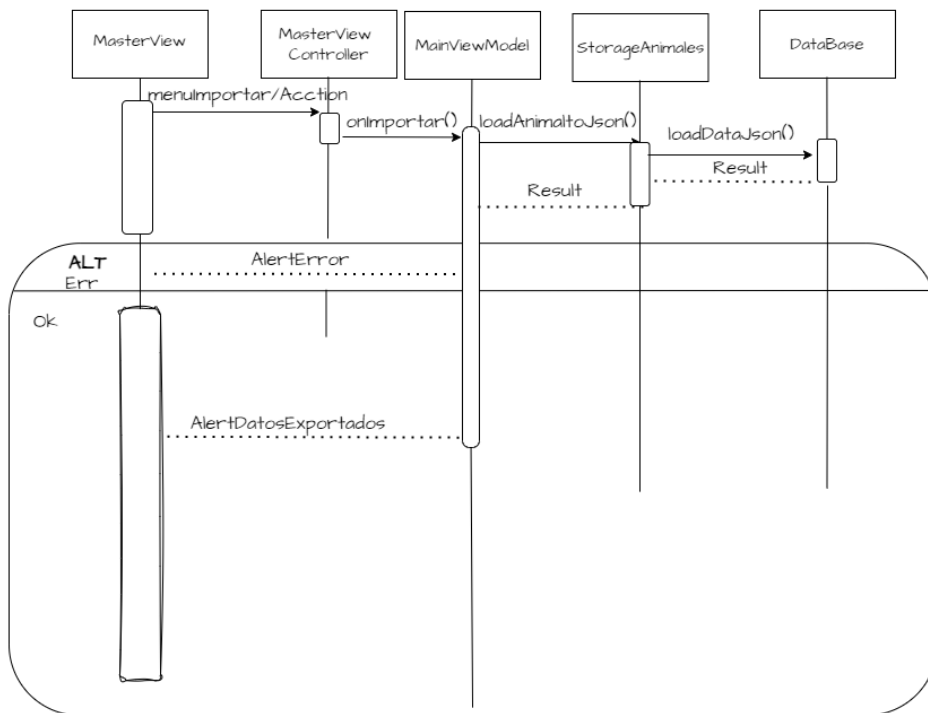 MasterView
MasterView
Controller
MainViewModel
StorageAnimales
DataBase
menuImportar/Acction
onImportar()
loadAnimaltoJson()
loadDataJson()
Result
Result
ALT
Err
AlertError
Ok
AlertDatosExportados